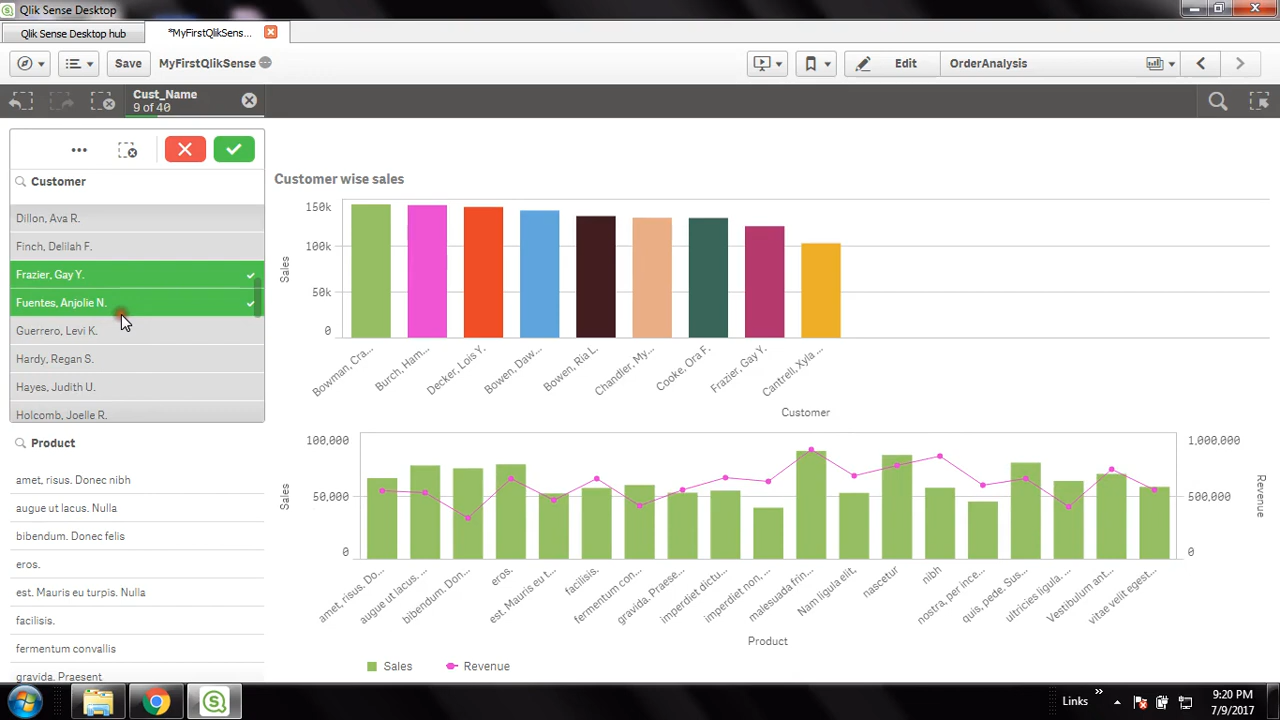 Qlik Sense Desktop
Qlik Sense Desktop hub
*MyFirstQlikSens...
Save
MyFirstQlikSense
Edit
OrderAnalysis
Cust_Name
9 of 40
Customer
Dillon, Ava R.
Finch, Delilah F.
Frazier, Gay Y.
Fuentes, Anjolie N.
Guerrero, Levi K.
Hardy, Regan S.
Hayes, Judith U.
Holcomb, Joelle R.
Product
amet, risus. Donec nibh
augue ut lacus. Nulla
bibendum. Donec felis
eros.
est. Mauris eu turpis. Nulla
facilisis.
fermentum convallis
gravida. Praesent
Customer wise sales
Sales
150k
100k
50k
0
Bowman, Cra...
Burch, Ham...
Decker, Lois Y.
Bowen, Daw...
Bowen, Ria L.
Chandler, My...
Cooke, Ora F.
Frazier, Gay Y.
Cantrell, Xyla ...
Customer
Sales
100,000
50,000
0
1,000,000
500,000
0
Revenue
amet, risus. Do...
augue ut lacus. ...
bibendum. Don...
eros.
est. Mauris eu t...
facilisis.
fermentum con...
gravida. Praese...
imperdiet dictu...
imperdiet non, ...
malesuada frin...
Nam ligula elit,
nascetur
nibh
nostra, per ince...
quis, pede. Sus...
ultricies ligula. ...
Vestibulum ant...
vitae velit egest...
Product
Sales
Revenue
Links
9:20 PM
7/9/2017